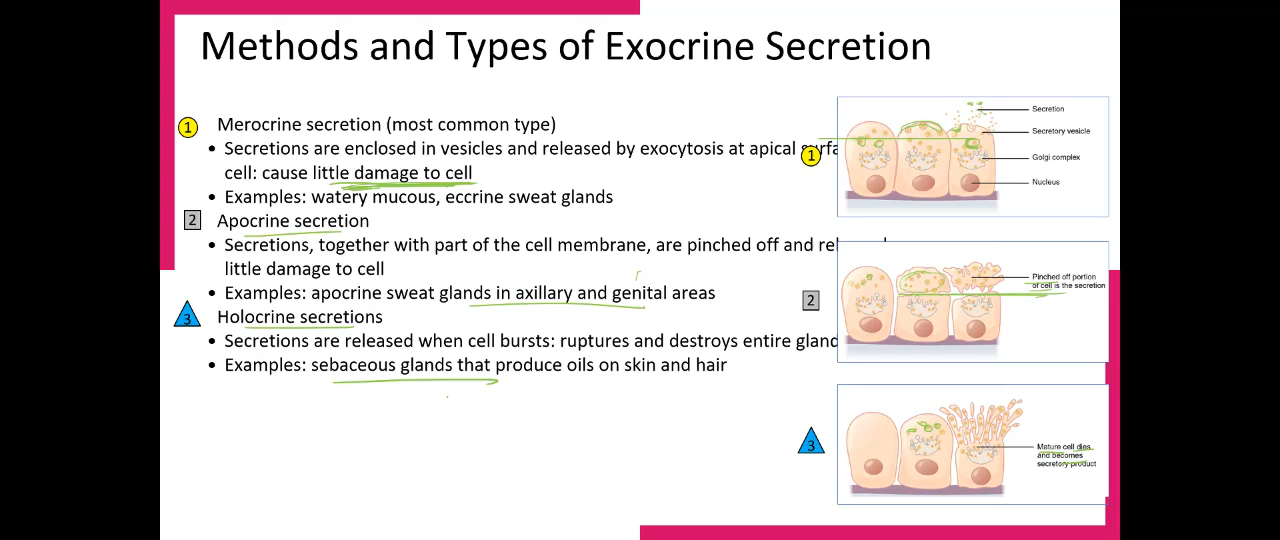 Methods and Types of Exocrine Secretion
1 Merocrine secretion (most common type)
• Secretions are enclosed in vesicles and released by exocytosis at apical
cell: cause little damage to cell
• Examples: watery mucous, eccrine sweat glands
2 Apocrine secretion
• Secretions, together with part of the cell membrane, are pinched off and
little damage to cell
• Examples: apocrine sweat glands in axillary and genital areas
3 Holocrine secretions
• Secretions are released when cell bursts: ruptures and destroys entire gland
• Examples: sebaceous glands that produce oils on skin and hair
1
Secretion
Secretory vesicle
Golgi complex
Nucleus
2
Pinched off portion
of cell is the secretion
3
Mature cell dies
and becomes
secretory product